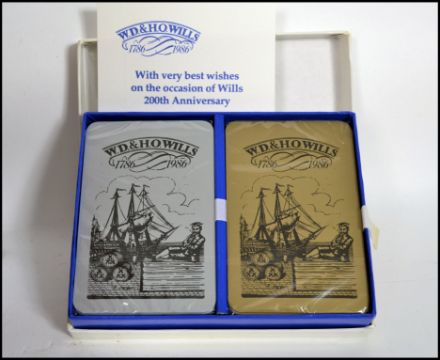 W.D.& H.O WILLS
1786 1986
With very best wishes
on the occasion of Wills
200th Anniversary
W.D.& H.O WILLS
1786 1986
W.D.& H.O WILLS
1786 1986